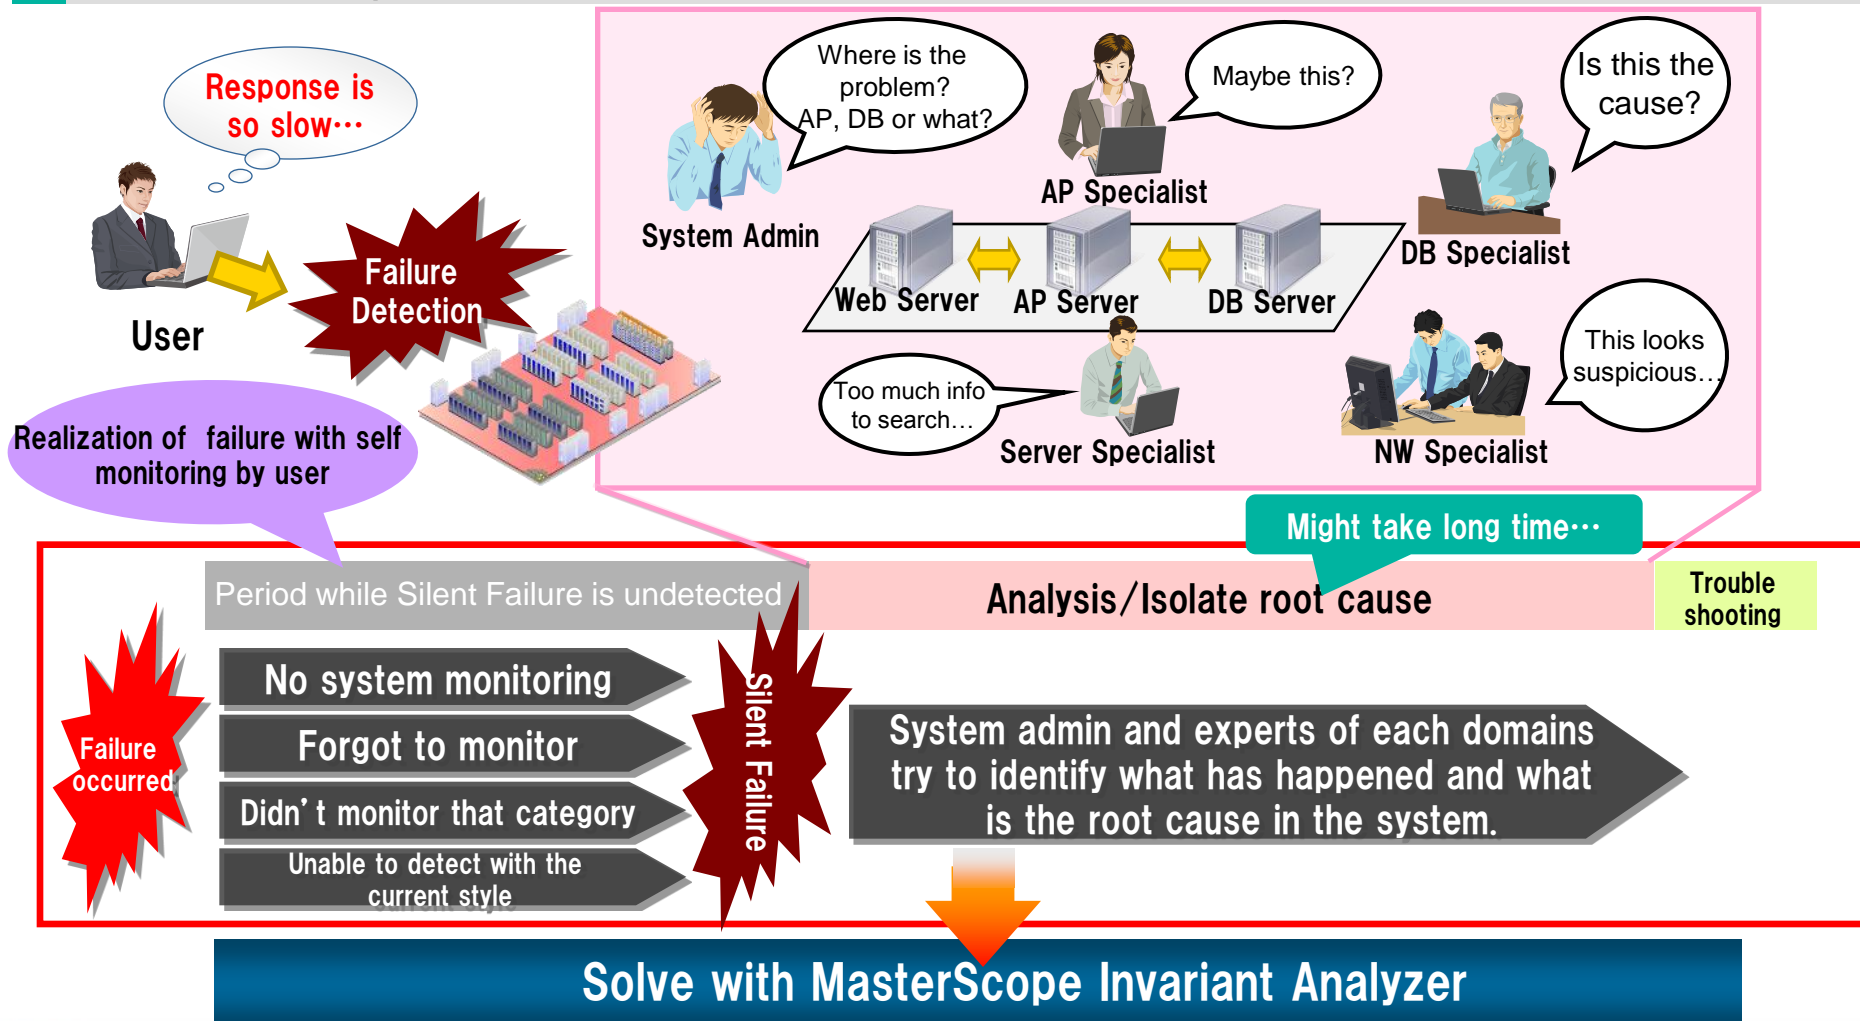 Response is
so slow…
User
Failure
Detection
Realization of failure with self
monitoring by user
Where is the
problem?
AP, DB or what?
System Admin
Maybe this?
AP Specialist
Is this the
cause?
DB Specialist
Web Server
AP Server
DB Server
Too much info
to search…
Server Specialist
This looks
suspicious…
NW Specialist
Might take long time…
Period while Silent Failure is undetected
Analysis/Isolate root cause
Trouble
shooting
Failure
occurred
No system monitoring
Forgot to monitor
Didn't monitor that category
Unable to detect with the
current style
Silent Failure
System admin and experts of each domains
try to identify what has happened and what
is the root cause in the system.
Solve with MasterScope Invariant Analyzer